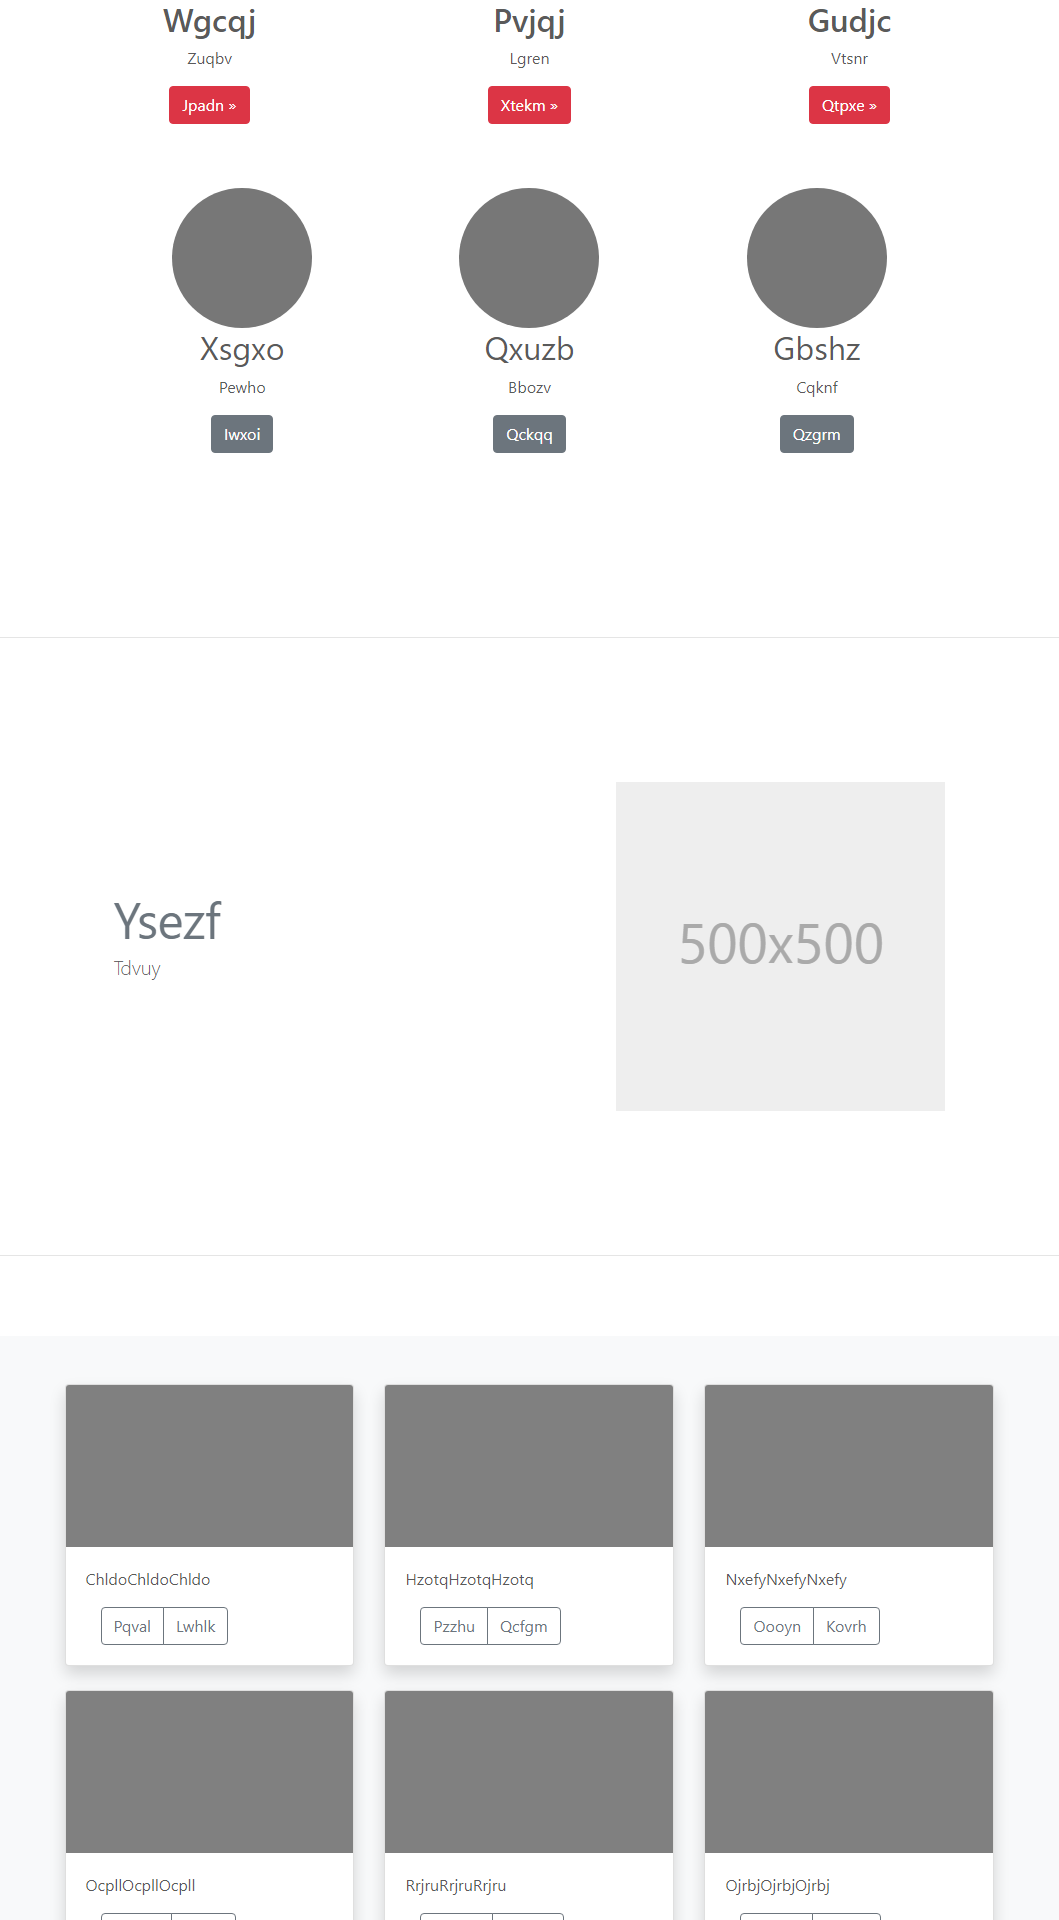 Wgcqj
Zuqbv
Jpadn »
Pvjqj
Lgren
Xtekm »
Gudjc
Vtsnr
Qtpxe »
Xsgxo
Pewho
Iwxoi
Qxuzb
Bbozv
Qckqq
Gbshz
Cqknf
Qzgrm
Ysezf
Tdvuy
500x500
ChldoChldoChldo
Pqval Lwhlk
HzotqHzotqHzotq
Pzzhu Qcfgm
NxefyNxefyNxefy
Oooyn Kovrh
OcpllOcpllOcpll
RrjruRrjruRrjru
OjrbjOjrbjOjrbj